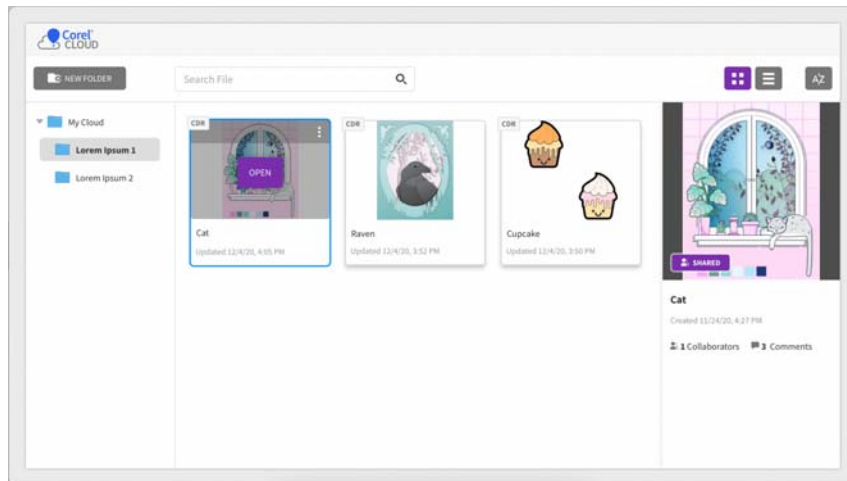 Corel®
CLOUD
NEW FOLDER
Search File
AZ
My Cloud
Lorem Ipsum 1
Lorem Ipsum 2
CDR
OPEN
Cat
Updated 12/4/20, 4:05 PM
CDR
Raven
Updated 12/4/20, 3:52 PM
CDR
Cupcake
Updated 12/4/20, 3:50 PM
SHARED
Cat
Created 11/24/20, 4:27 PM
1 Collaborators 3 Comments